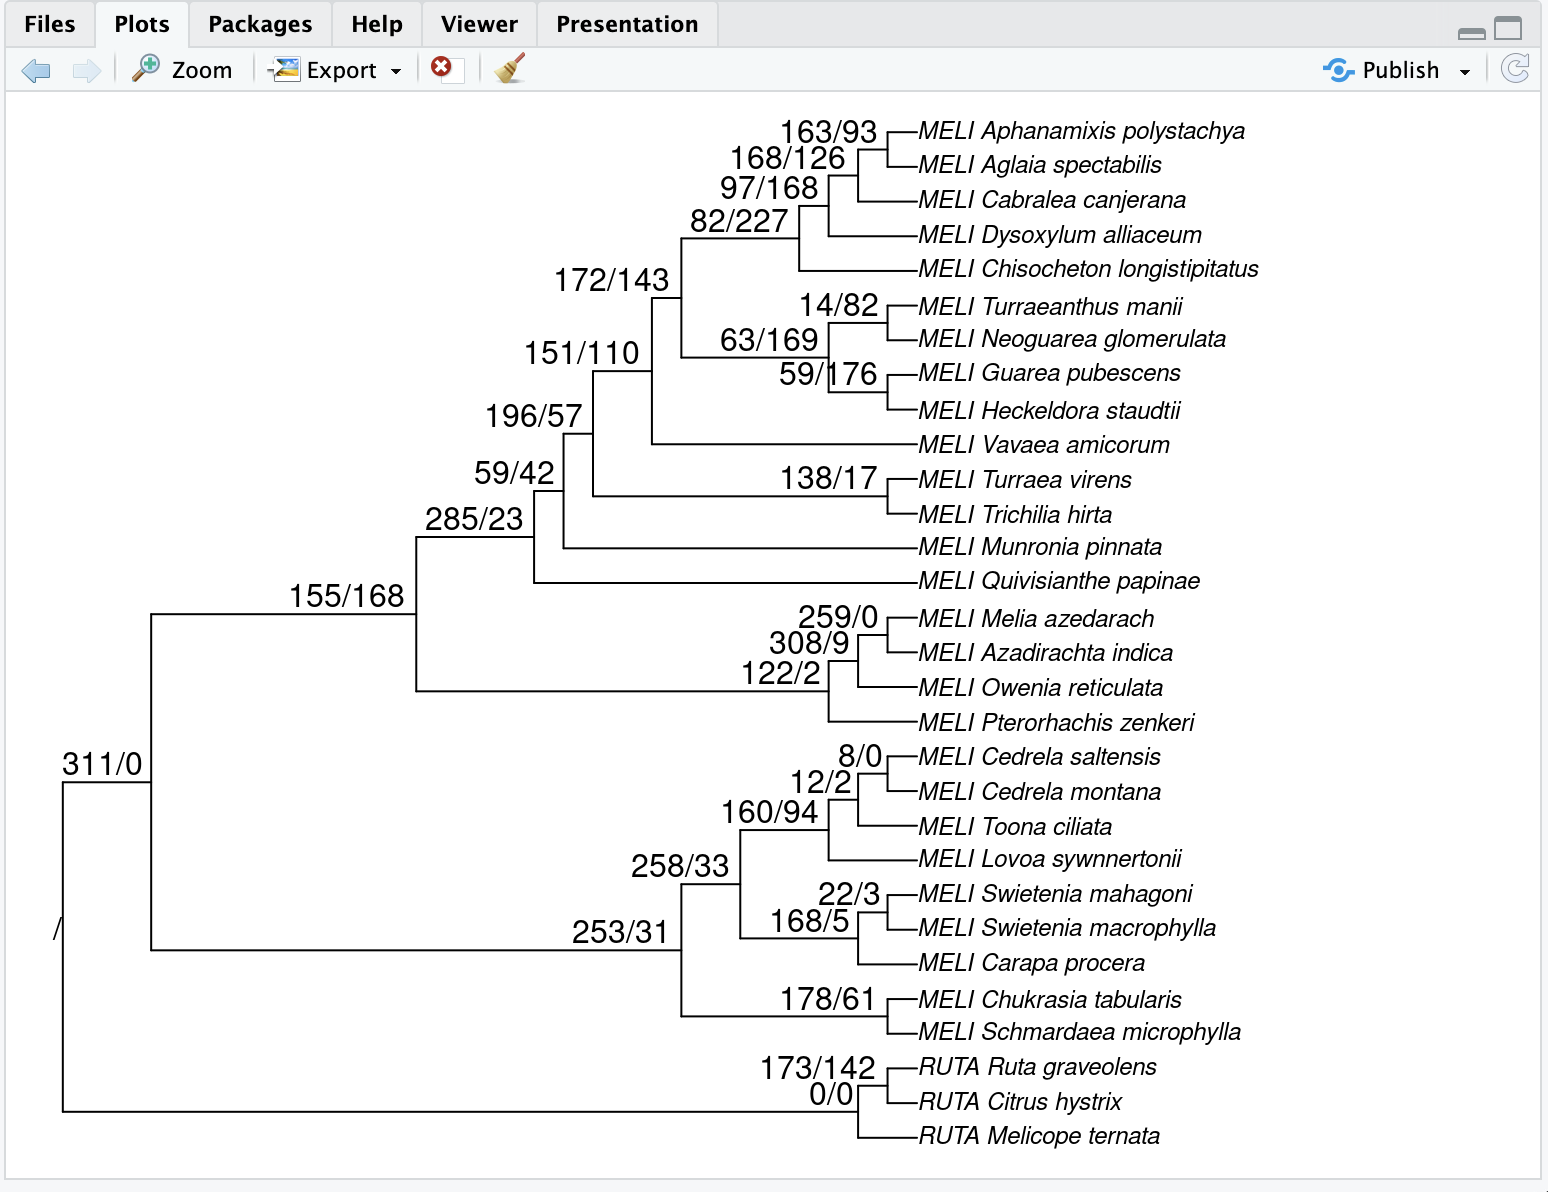 Files Plots Packages Help Viewer Presentation
Zoom Export Publish
163/93 MELI Aphanamixis polystachya
168/126 MELI Aglaia spectabilis
97/168 MELI Cabralea canjerana
82/227 MELI Dysoxylum alliaceum
MELI Chisocheton longistipitatus
172/143
14/82 MELI Turraeanthus manii
63/169 MELI Neoguarea glomerulata
151/110
59/176 MELI Guarea pubescens
MELI Heckeldora staudtii
196/57
MELI Vavaea amicorum
59/42 138/17 MELI Turraea virens
285/23 MELI Trichilia hirta
MELI Munronia pinnata
MELI Quivisianthe papinae
155/168
259/0 MELI Melia azedarach
308/9 MELI Azadirachta indica
122/2 MELI Owenia reticulata
MELI Pterorhachis zenkeri
311/0 8/0 MELI Cedrela saltensis
12/2 MELI Cedrela montana
160/94 MELI Toona ciliata
258/33 MELI Lovoa sywnnertonii
22/3 MELI Swietenia mahagoni
/ 253/31 168/5 MELI Swietenia macrophylla
MELI Carapa procera
178/61 MELI Chukrasia tabularis
MELI Schmardaea microphylla
173/142 RUTA Ruta graveolens
0/0 RUTA Citrus hystrix
RUTA Melicope ternata